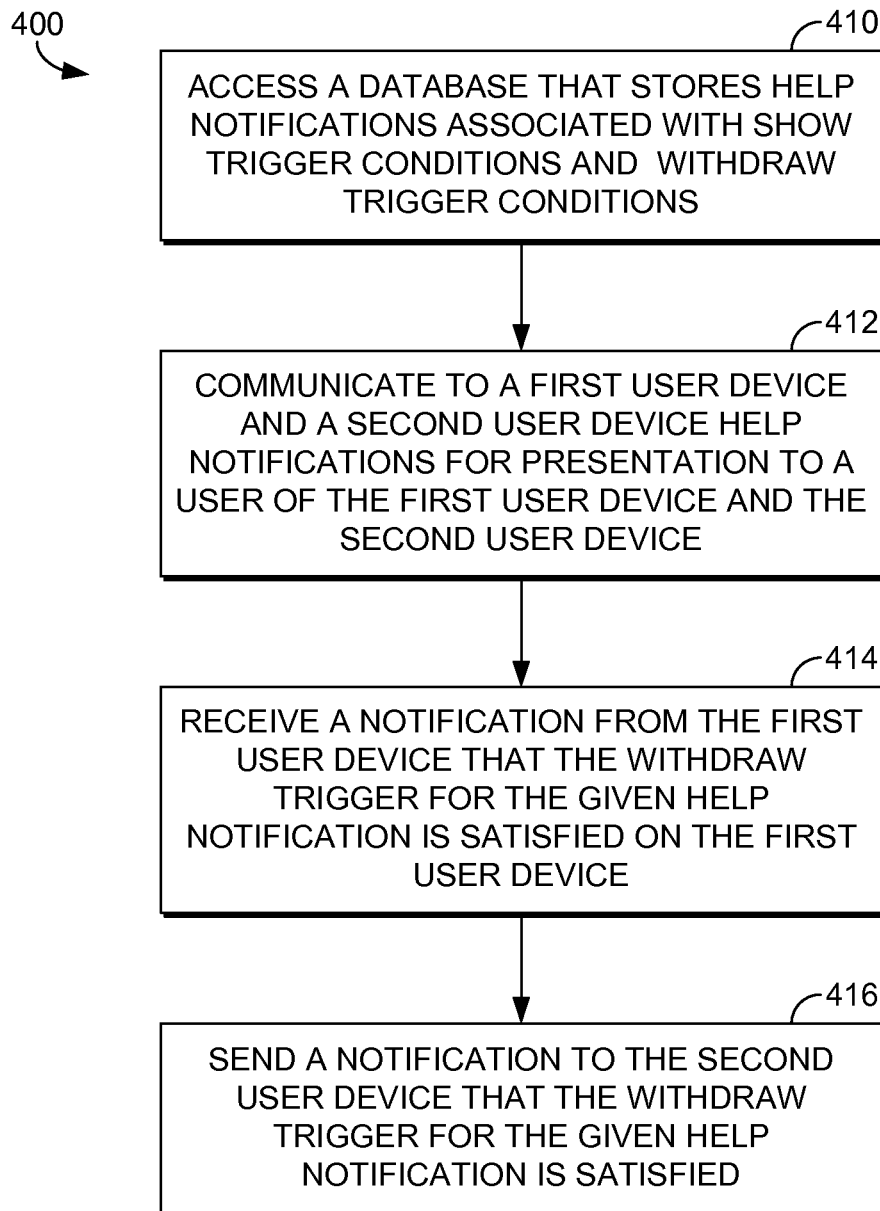 400
410
ACCESS A DATABASE THAT STORES HELP
NOTIFICATIONS ASSOCIATED WITH SHOW
TRIGGER CONDITIONS AND WITHDRAW
TRIGGER CONDITIONS
412
COMMUNICATE TO A FIRST USER DEVICE
AND A SECOND USER DEVICE HELP
NOTIFICATIONS FOR PRESENTATION TO A
USER OF THE FIRST USER DEVICE AND THE
SECOND USER DEVICE
414
RECEIVE A NOTIFICATION FROM THE FIRST
USER DEVICE THAT THE WITHDRAW
TRIGGER FOR THE GIVEN HELP
NOTIFICATION IS SATISFIED ON THE FIRST
USER DEVICE
416
SEND A NOTIFICATION TO THE SECOND
USER DEVICE THAT THE WITHDRAW
TRIGGER FOR THE GIVEN HELP
NOTIFICATION IS SATISFIED